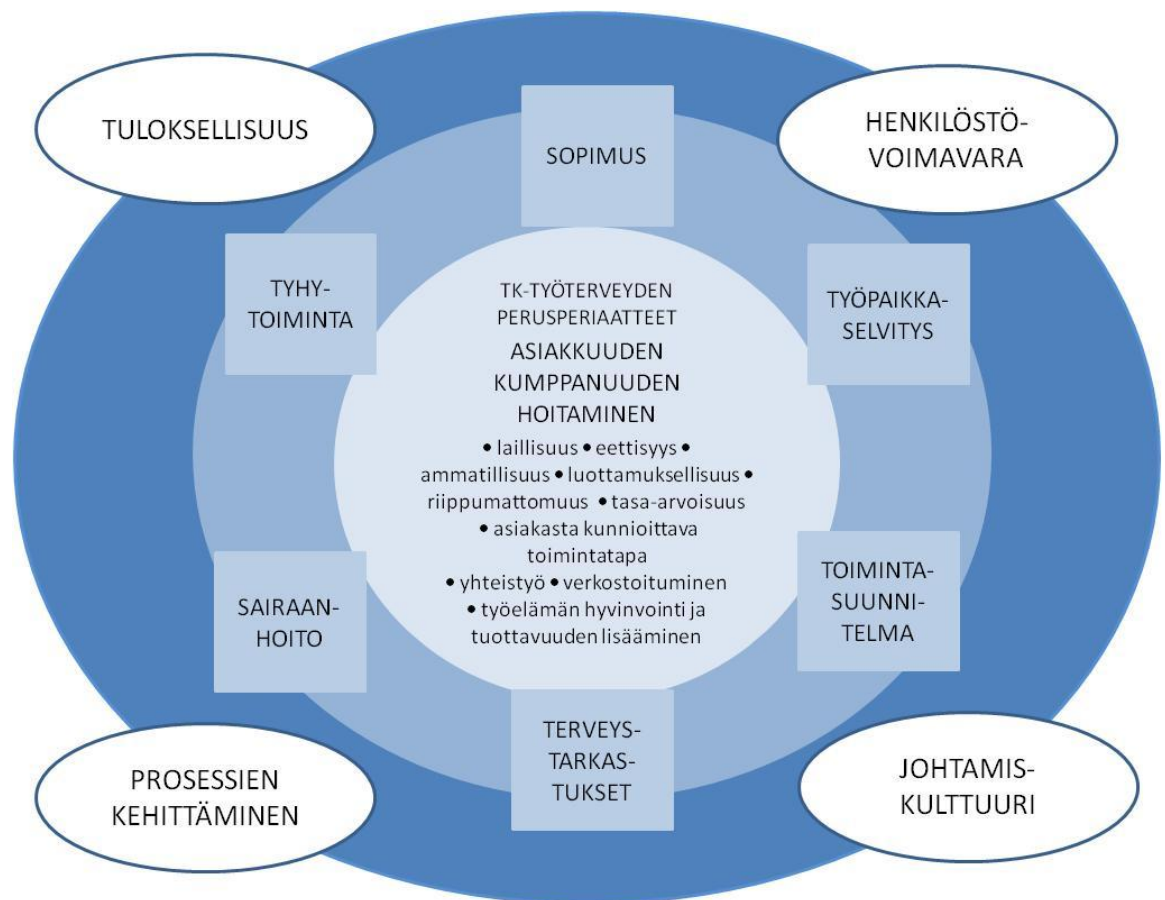 TULOKSELLISUUS
HENKILÖSTÖ-
VOIMAVARA
SOPIMUS
TYHY-
TOIMINTA
TYÖPAIKKA-
SELVITYS
TK-TYÖTERVEYDEN
PERUSPERIAATTEET
ASIAKKUUDEN
KUMPPANUUDEN
HOITAMINEN
• laillisuus • eettisyys •
ammatillisuus • luottamuksellisuus •
riippumattomuus • tasa-arvoisuus
• asiakasta kunnioittava
toimintatapa
• yhteistyö • verkostoituminen
• työelämän hyvinvointi ja
tuottavuuden lisääminen
SAIRAAN-
HOITO
TOIMINTA-
SUUNNI-
TELMA
TERVEYS-
TARKAS-
TUKSET
PROSESSIEN
KEHITTÄMINEN
JOHTAMIS-
KULTTUURI